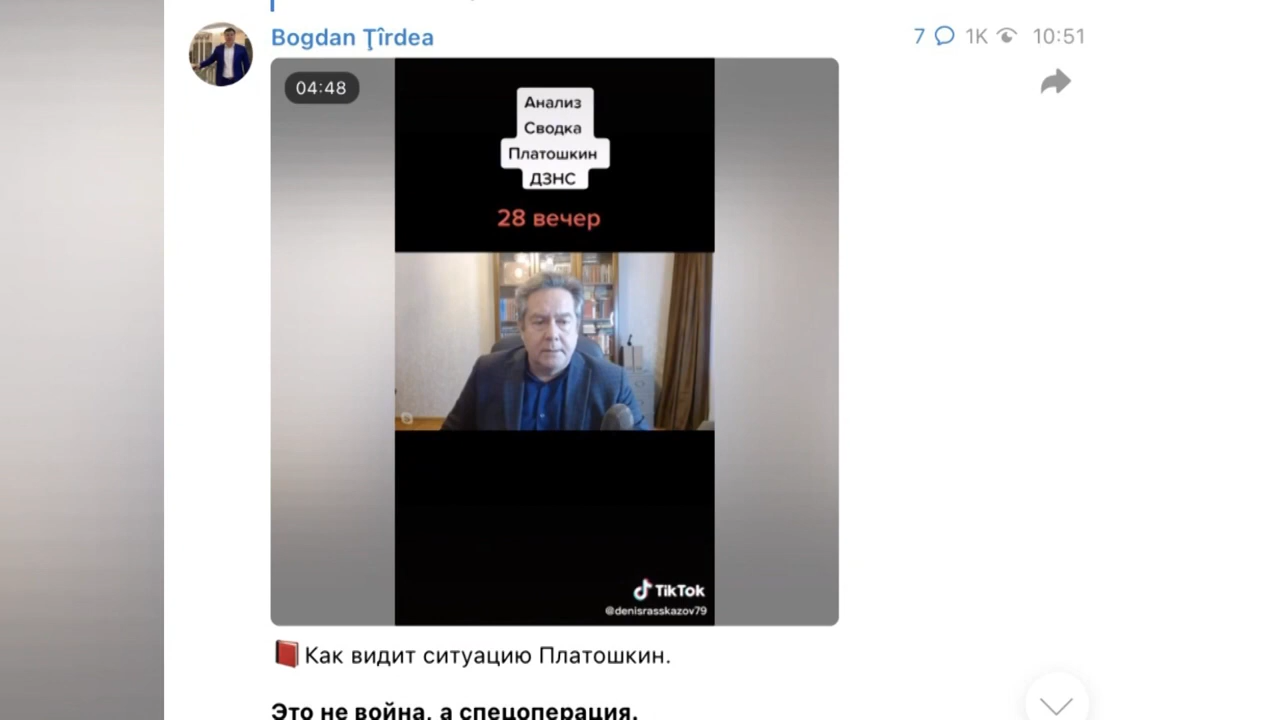 Bogdan Ţîrdea
7 1K 10:51
04:48
Анализ
Сводка
Платошкин
ДЗНС
28 вечер
TikTok
@denisrasskazov79
Как видит ситуацию Платошкин.
Это не война, а спецоперация.